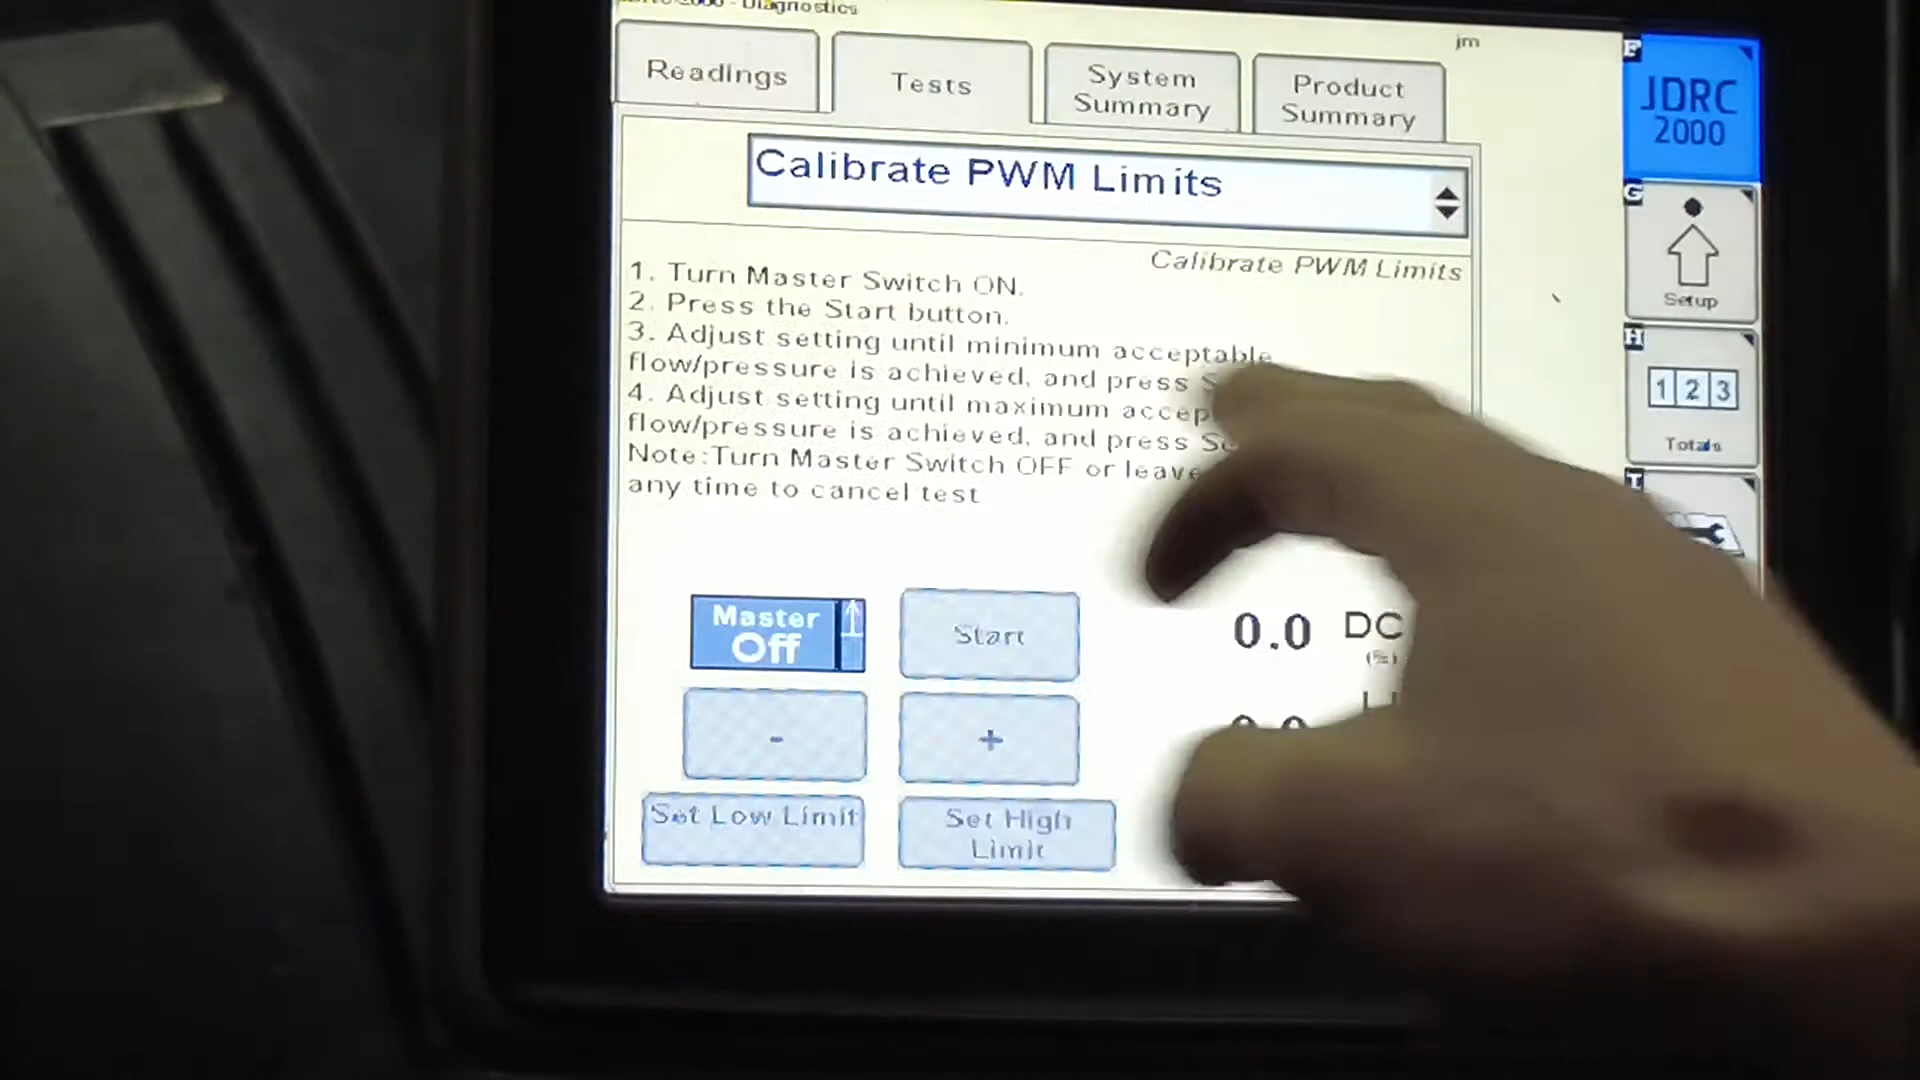 Diagnostics
jm
Readings
Tests
System
Summary
Product
Summary
F
JDRC
2000
Calibrate PWM Limits
Calibrate PWM Limits
G
Setup
1. Turn Master Switch ON.
2. Press the Start button.
3. Adjust setting until minimum acceptable
flow/pressure is achieved, and press
4. Adjust setting until maximum
flow/pressure is achieved, and press
Note:Turn Master Switch OFF or leave
any time to cancel test
H
1 2 3
Totals
I
Master
Off
Start
0.0 DC
(%)
-
+
Set Low Limit
Set High
Limit